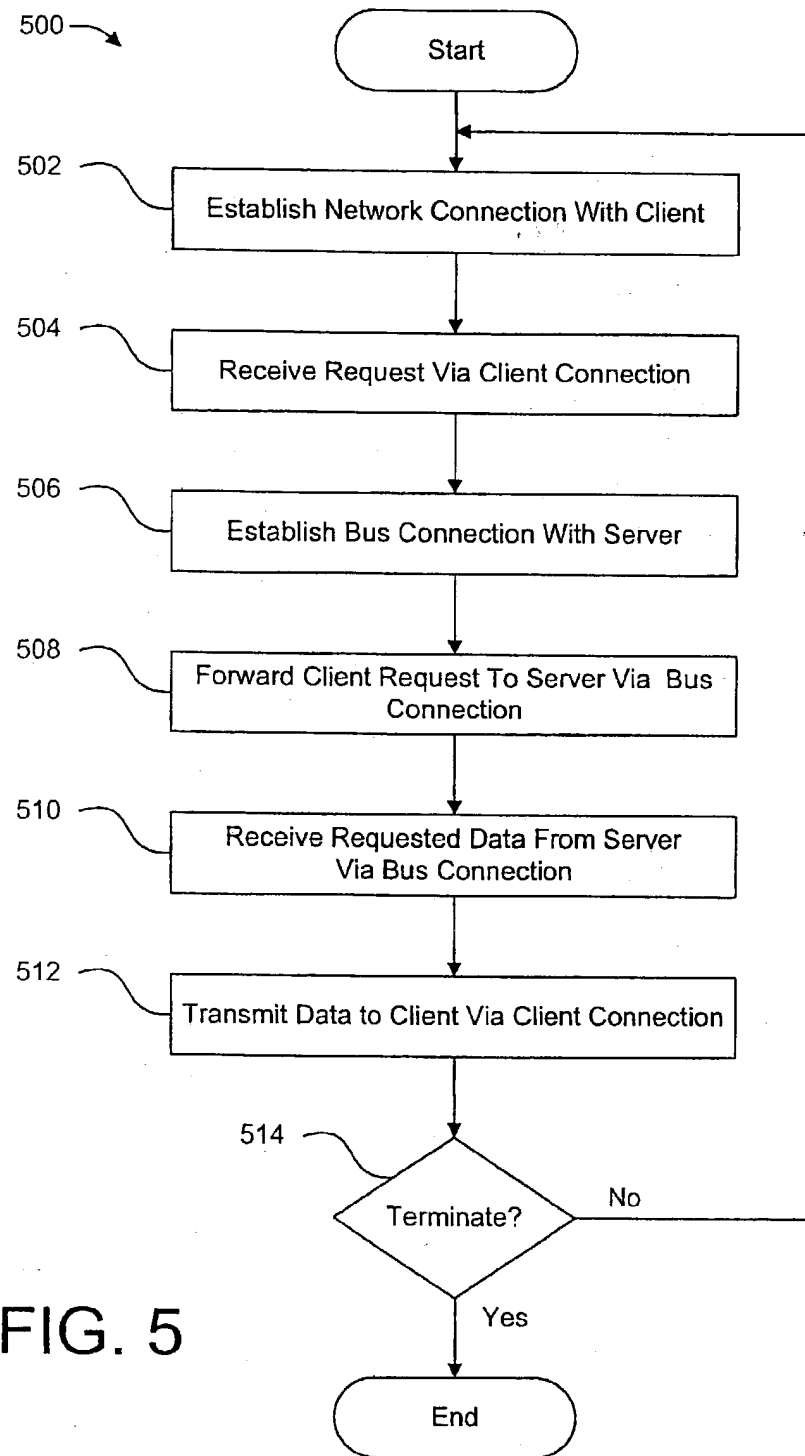 500
Start
502
Establish Network Connection With Client
504
Receive Request Via Client Connection
506
Establish Bus Connection With Server
508
Forward Client Request To Server Via Bus
Connection
510
Receive Requested Data From Server
Via Bus Connection
512
Transmit Data to Client Via Client Connection
514
Terminate?
No
Yes
FIG. 5
End